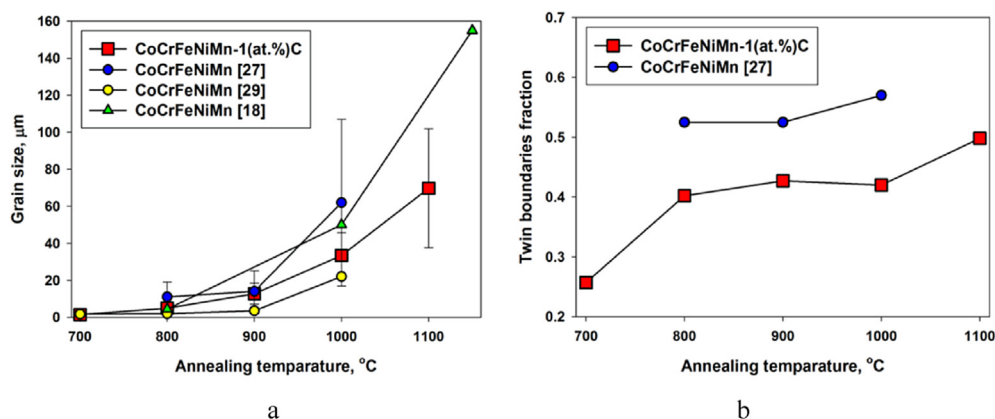 160
140
120
100
80
60
40
20
0
Grain size, μm
CoCrFeNiMn-1(at.%)C
CoCrFeNiMn [27]
CoCrFeNiMn [29]
CoCrFeNiMn [18]
700 800 900 1000 1100
Annealing temparature, °C
a
0.7
0.6
0.5
0.4
0.3
0.2
Twin boundaries fraction
CoCrFeNiMn-1(at.%)C
CoCrFeNiMn [27]
700 800 900 1000 1100
Annealing temparature, °C
b